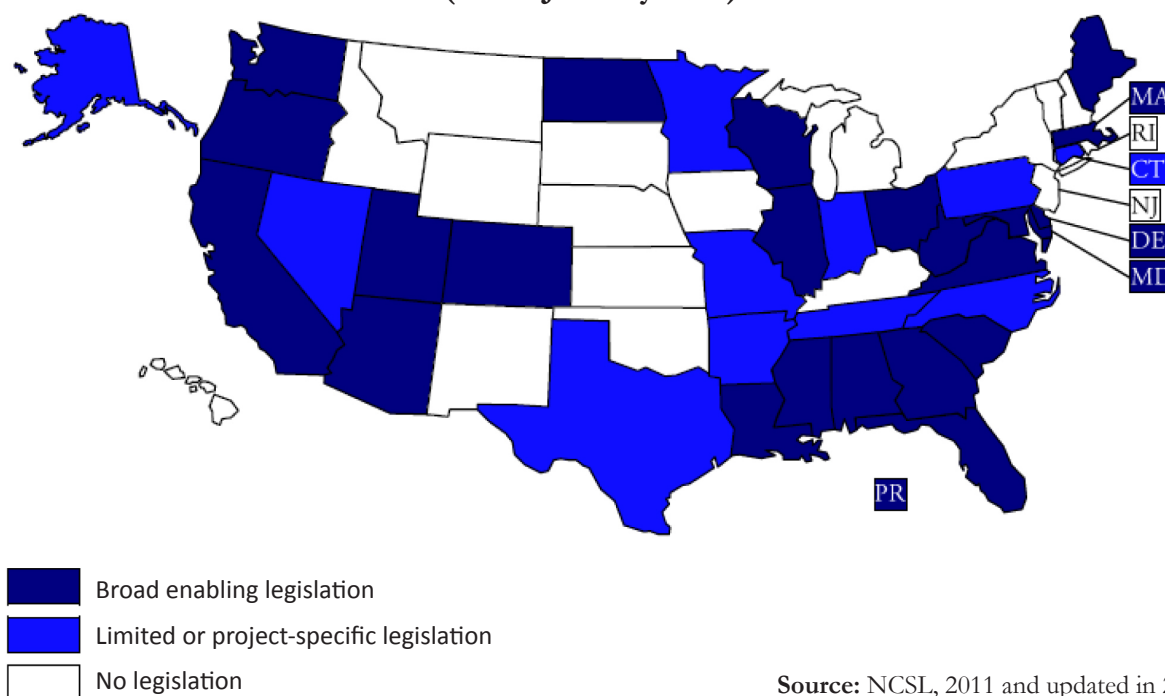 MA
RI
CT
NJ
DE
MD
PR
Broad enabling legislation
Limited or project-specific legislation
No legislation
Source: NCSL, 2011 and updated in